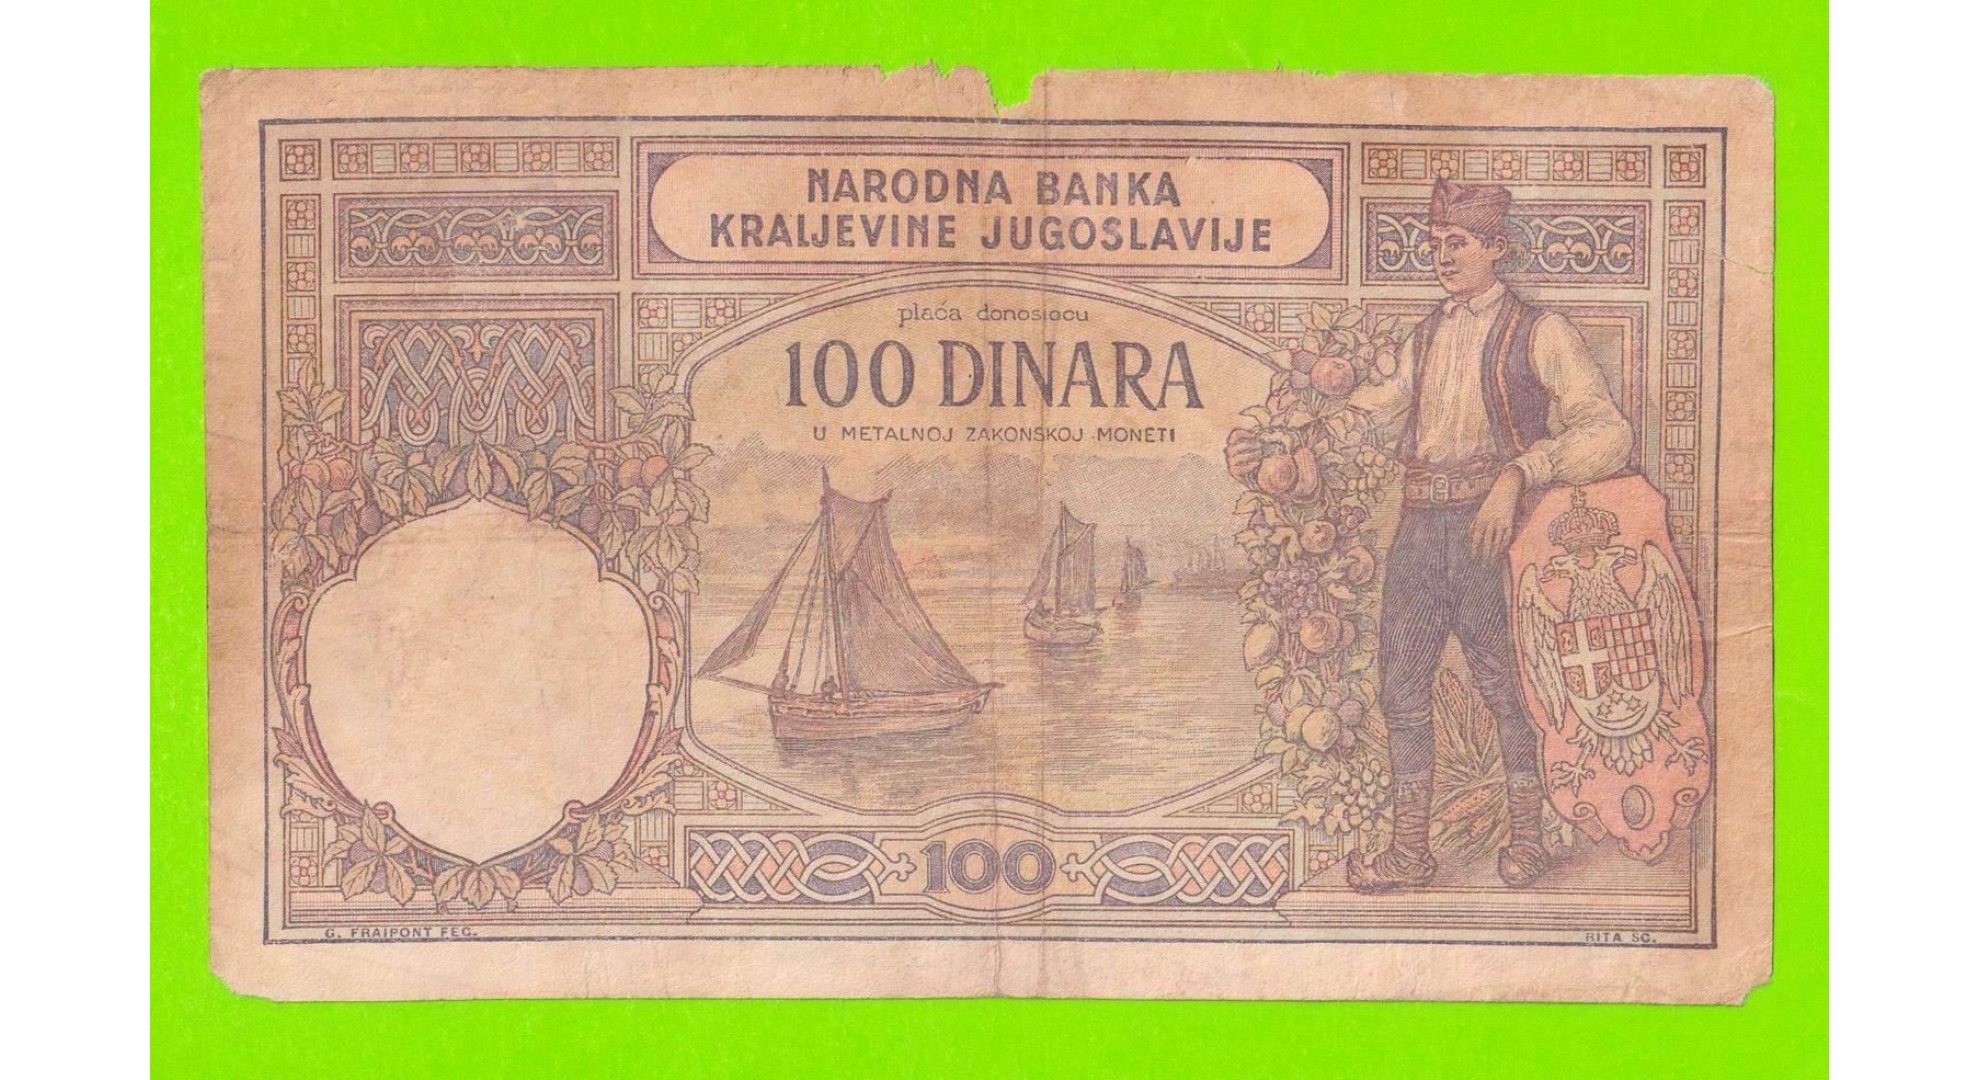 NARODNA BANKA
KRALJEVINE JUGOSLAVIJE
plaća donosiocu
100 DINARA
U METALNOJ ZAKONSKOJ MONETI
100
G. FRAIPONT FEC.
RITA SC.